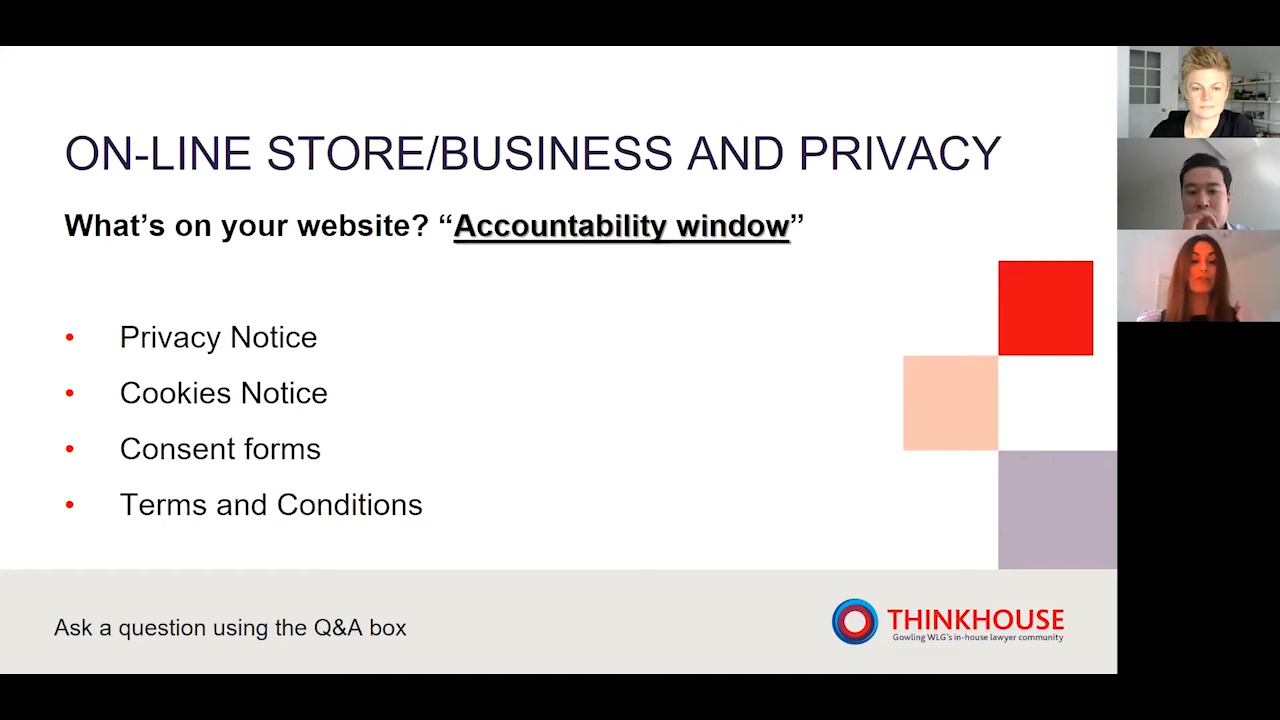 ON-LINE STORE/BUSINESS AND PRIVACY
What's on your website? “Accountability window”
• Privacy Notice
• Cookies Notice
• Consent forms
• Terms and Conditions
Ask a question using the Q&A box
THINKHOUSE
Gowling WLG's in-house lawyer community